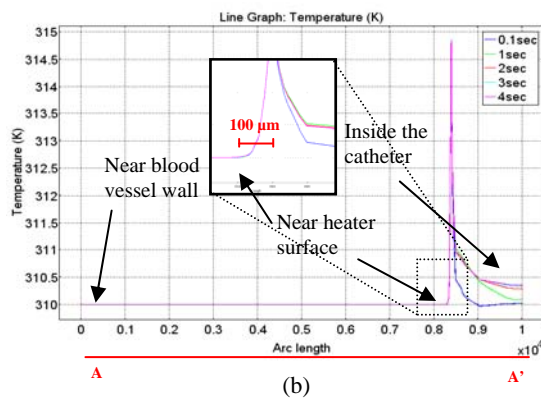 Line Graph: Temperature (K)
315
314.5
314
313.5
313
312.5
312
311.5
311
310.5
310
Temperature (K)
0.1sec
1sec
2sec
3sec
4sec
100 µm
Inside the
catheter
Near blood
vessel wall
Near heater
surface
0 0.1 0.2 0.3 0.4 0.5 0.6 0.7 0.8 0.9 1
Arc length
A
(b)
A'